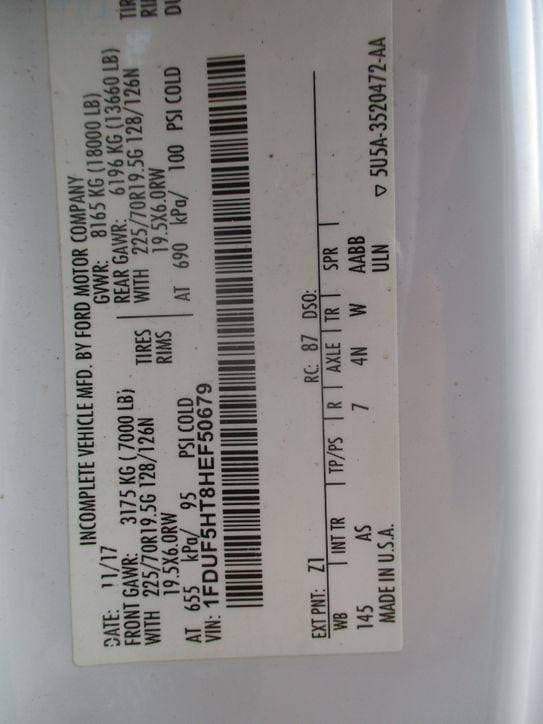 INCOMPLETE VEHICLE MFD. BY FORD MOTOR COMPANY
DATE: 11/17 GVWR: 8165 KG (18000 LB)
FRONT GAWR: 3175 KG ( 7000 LB) REAR GAWR: 6196 KG (13660 LB)
WITH 225/70R19.5G 128/126N TIRES WITH 225/70R19.5G 128/126N TIR
19.5X6.0RW RIMS 19.5X6.0RW
AT 655 kPa/ 95 PSI COLD AT 690 kPa/ 100 PSI COLD
VIN: 1FDUF5HT8HEF50679
EXT PNT: Z1 RC: 87 DSO:
WB INT TR TP/PS R AXLE TR SPR
145 AS 7 4N W AABB
MADE IN U.S.A. ULN ▽ 5U5A-3520472-AA